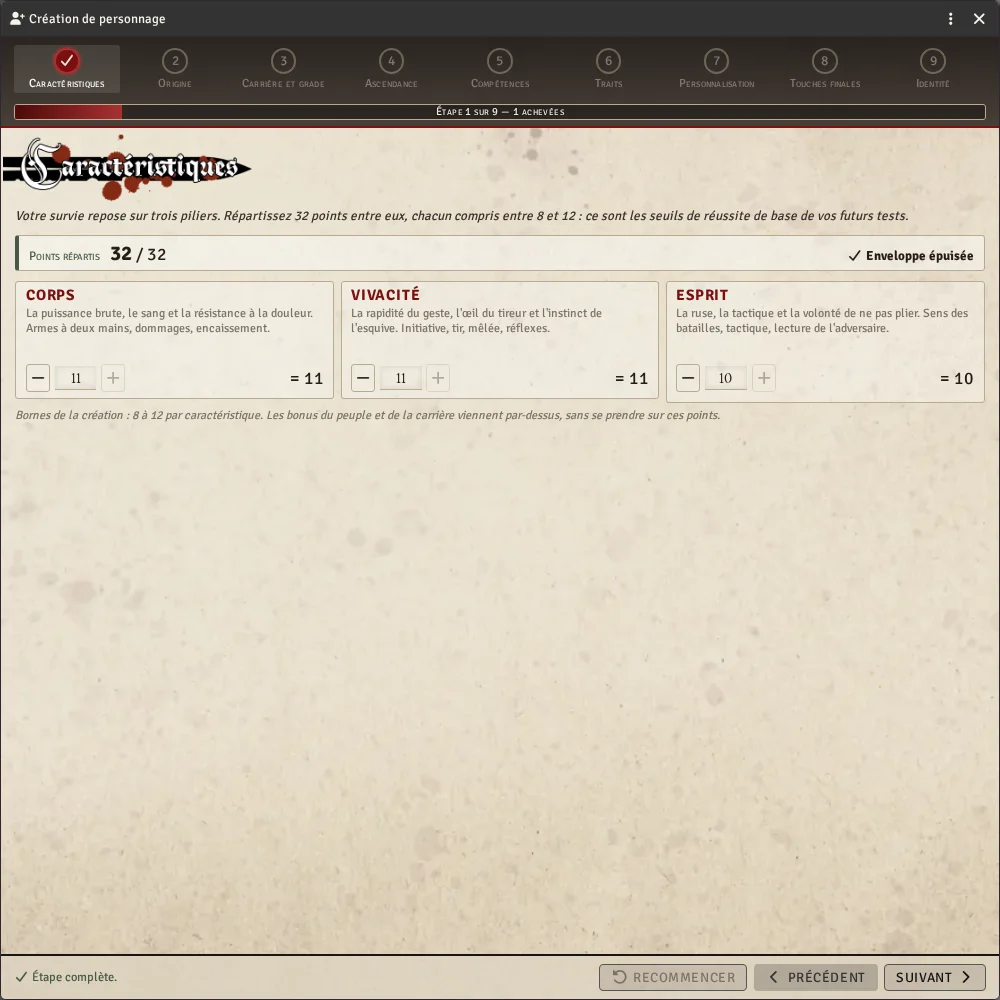 Création de personnage
2 3 4 5 6 7 8 9
Caractéristiques Origine Carrière et grade Ascendance Compétences Traits Personnalisation Touches finales Identité
Étape 1 sur 9 — 1 achevées
Caractéristiques
Votre survie repose sur trois piliers. Répartissez 32 points entre eux, chacun compris entre 8 et 12 : ce sont les seuils de réussite de base de vos futurs tests.
Points répartis 32 / 32 Enveloppe épuisée
CORPS
La puissance brute, le sang et la résistance à la douleur.
Armes à deux mains, dommages, encaissement.
− 11 + = 11
VIVACITÉ
La rapidité du geste, l'œil du tireur et l'instinct de
l'esquive. Initiative, tir, mêlée, réflexes.
− 11 + = 11
ESPRIT
La ruse, la tactique et la volonté de ne pas plier. Sens des
batailles, tactique, lecture de l'adversaire.
− 10 + = 10
Bornes de la création : 8 à 12 par caractéristique. Les bonus du peuple et de la carrière viennent par-dessus, sans se prendre sur ces points.
Étape complète. RECOMMENCER PRÉCÉDENT SUIVANT